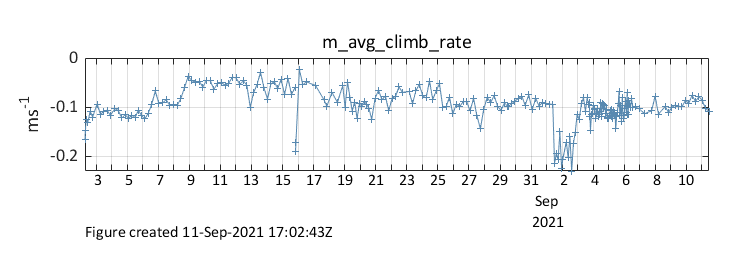 m_avg_climb_rate
0
-0.1
-0.2
ms⁻¹
3 5 7 9 11 13 15 17 19 21 23 25 27 29 31 2 4 6 8 10
Sep
2021
Figure created 11-Sep-2021 17:02:43Z